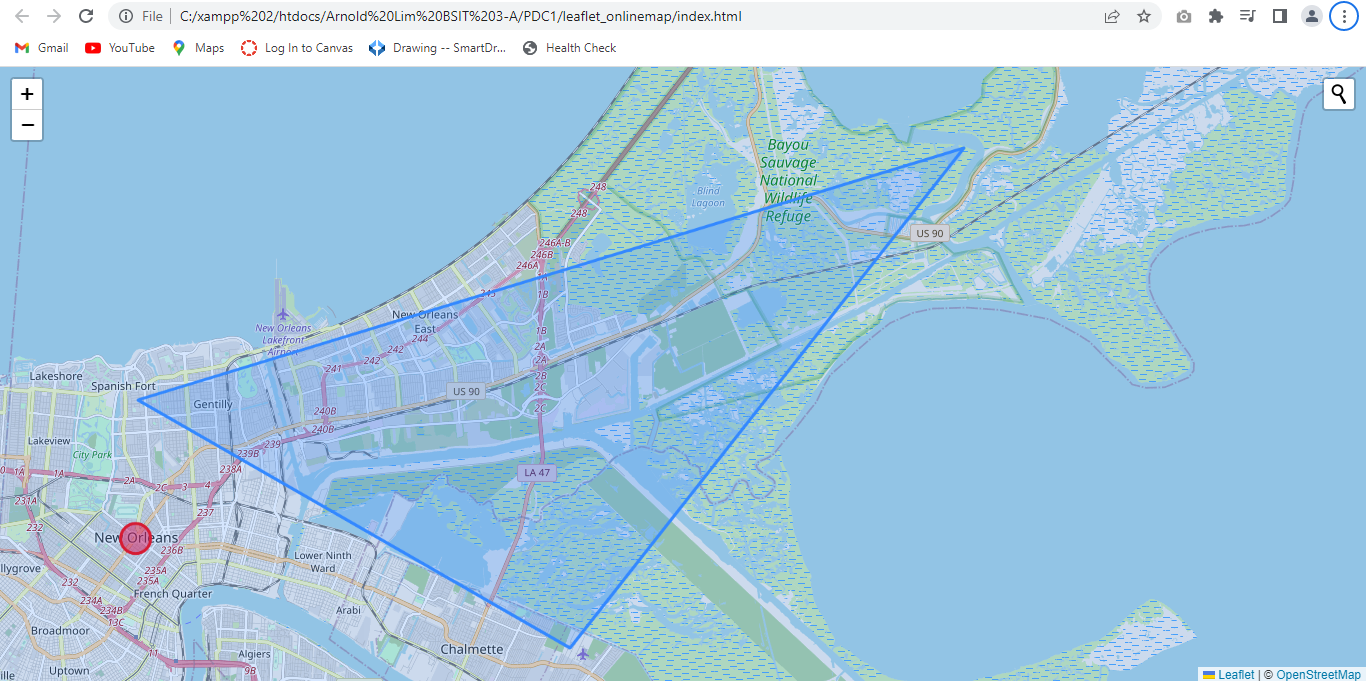 File | C:/xampp%202/htdocs/Arnold%20Lim%20BSIT%203-A/PDC1/leaflet_onlinemap/index.html
Gmail YouTube Maps Log In to Canvas Drawing -- SmartDr... Health Check
+
−
Bayou
Sauvage
National
Wildlife
Refuge
248
Blind
Lagoon
248
US 90
246A-B
246B
246A
245
1B
New Orleans
East
New Orleans
Lakefront
Airport
244
1B
242
242
2A
241
2A
2B
2C
2C
Lakeshore
Spanish Fort
US 90
Gentilly
240B
240B
Lakeview
City Park
239
239B
238A
LA 47
1A
1A
2A
2C
3
4
231A
237
232
New Orleans
236B
Lower Ninth
Ward
llygrove
235A
235A
232
French Quarter
234A
234B
13C
Arabi
Broadmoor
11
Chalmette
Algiers
9B
Uptown
ville
Leaflet | © OpenStreetMap